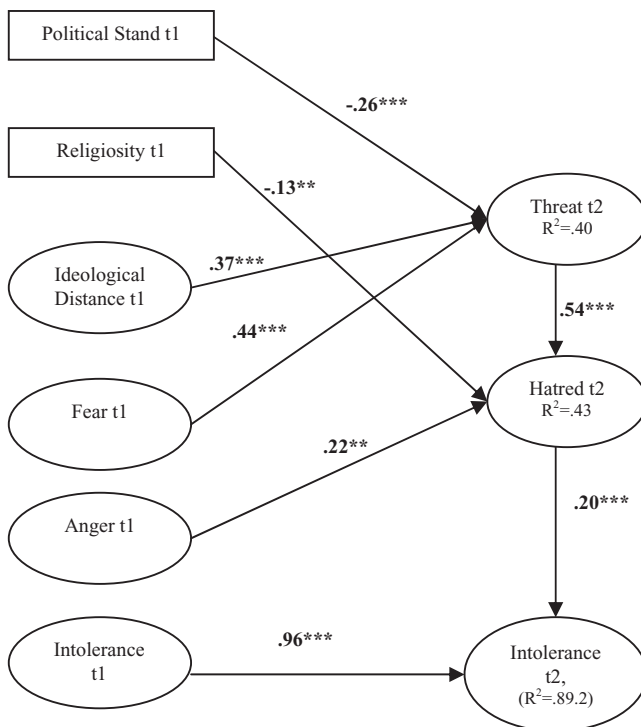 Political Stand t1
-.26***
Religiosity t1
-.13**
Threat t2
R²=.40
Ideological
Distance t1
.37***
.54***
.44***
Hatred t2
R²=.43
Fear t1
.22**
.20***
Anger t1
.96***
Intolerance
t1
Intolerance
t2,
(R²=.89.2)